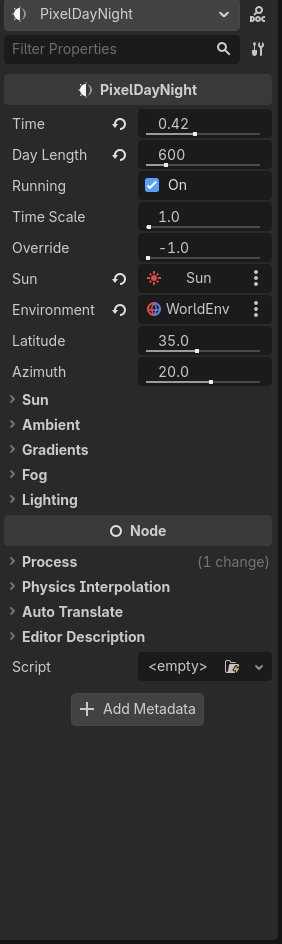 PixelDayNight
DOC
Filter Properties
PixelDayNight
Time 0.42
Day Length 600
Running On
Time Scale 1.0
Override -1.0
Sun Sun
Environment WorldEnv
Latitude 35.0
Azimuth 20.0
Sun
Ambient
Gradients
Fog
Lighting
Node
Process (1 change)
Physics Interpolation
Auto Translate
Editor Description
Script <empty>
Add Metadata